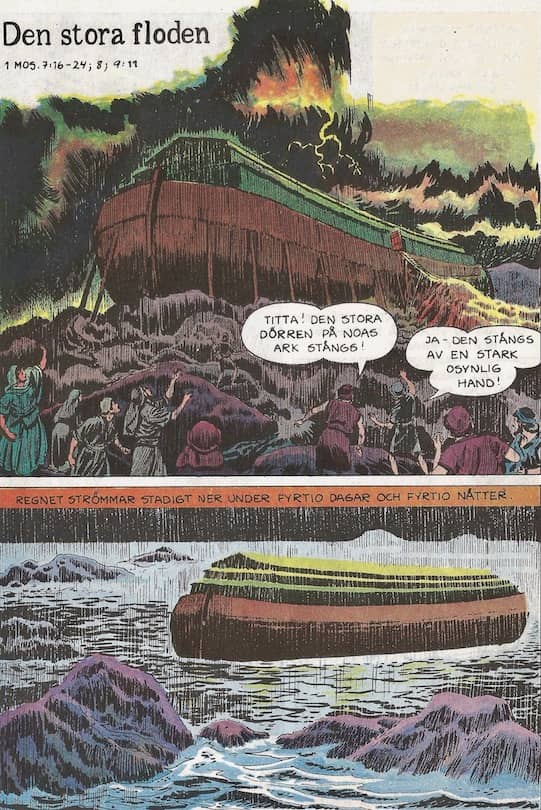 Den stora floden
1 MOS. 7:16-24; 8; 9:11
TITTA! DEN STORA
DÖRREN PÅ NOAS
ARK STÄNGS!
JA - DEN STÄNGS
AV EN STARK
OSYNLIG
HAND!
REGNET STRÖMMAR STADIGT NER UNDER FYRTIO DAGAR OCH FYRTIO NÄTTER.